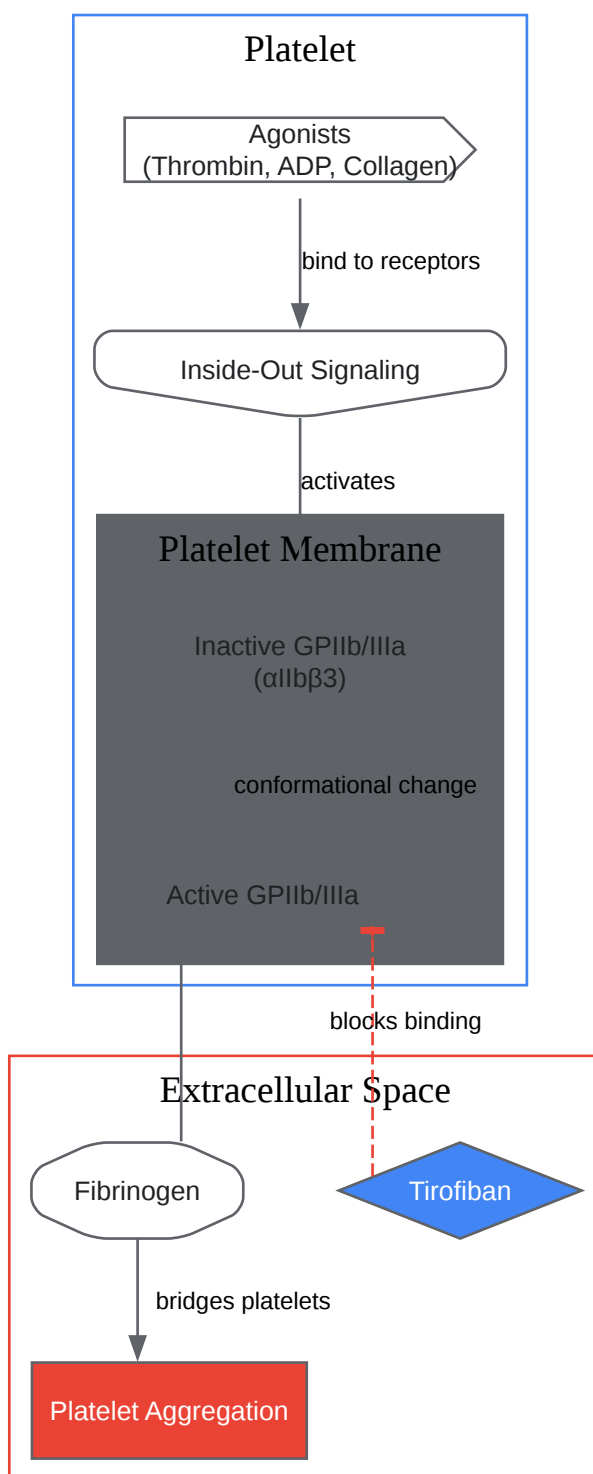 Platelet
Agonists
(Thrombin, ADP, Collagen)
bind to receptors
Inside-Out Signaling
activates
Platelet Membrane
Inactive GPIIb/IIIa
(αIIbβ3)
conformational change
Active GPIIb/IIIa
blocks binding
Extracellular Space
Fibrinogen
Tirofiban
bridges platelets
Platelet Aggregation